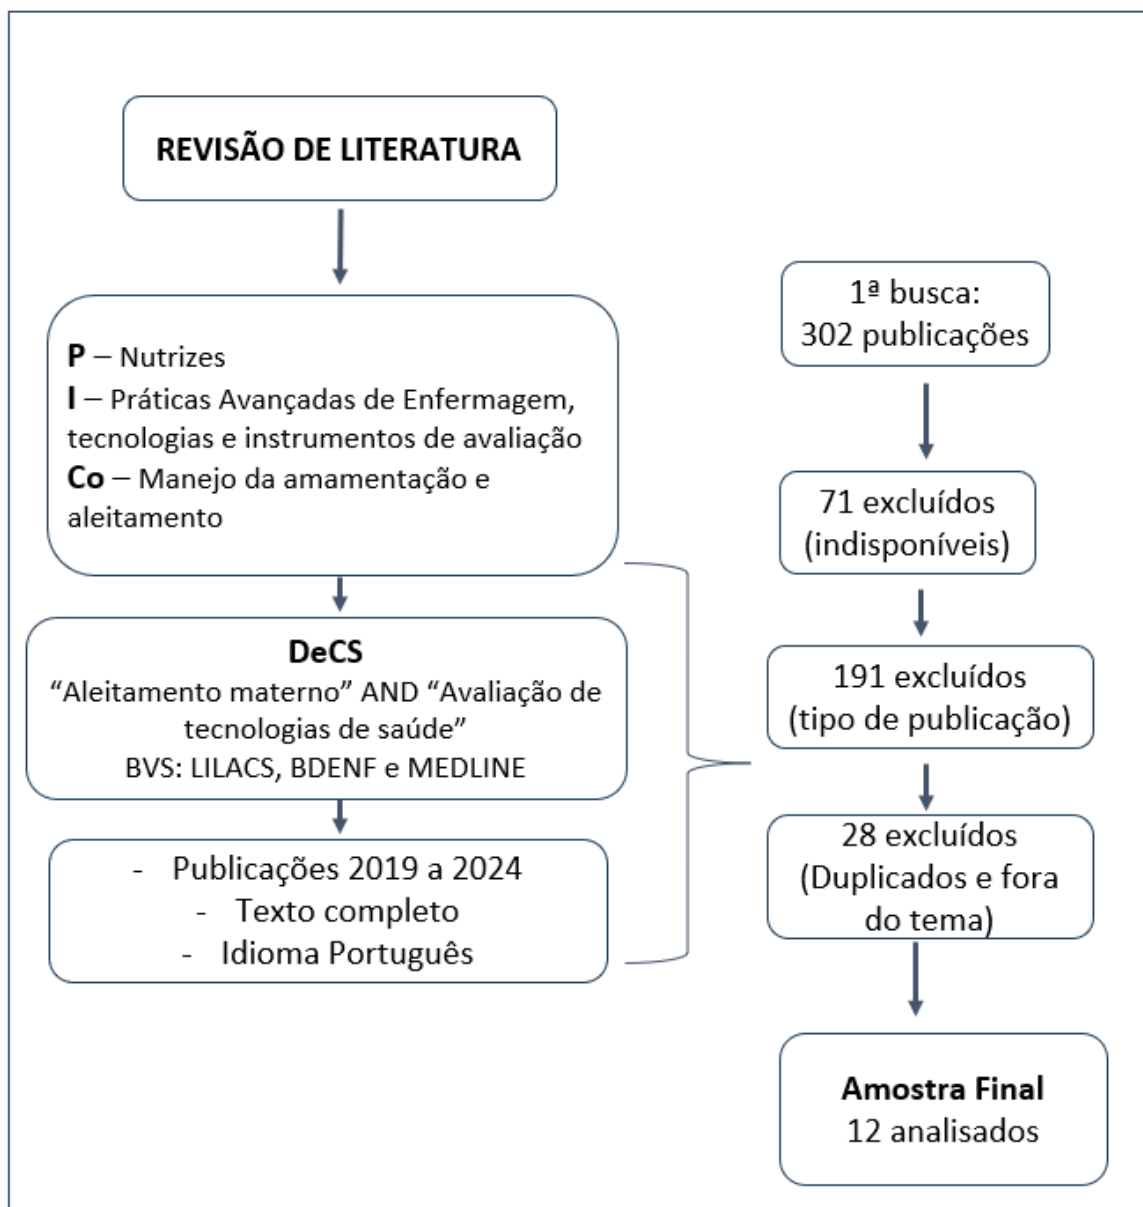 REVISÃO DE LITERATURA
P – Nutrizes
I – Práticas Avançadas de Enfermagem,
tecnologias e instrumentos de avaliação
Co – Manejo da amamentação e
aleitamento
DeCS
“Aleitamento materno” AND “Avaliação de
tecnologias de saúde”
BVS: LILACS, BDENF e MEDLINE
- Publicações 2019 a 2024
- Texto completo
- Idioma Português
1ª busca:
302 publicações
71 excluídos
(indisponíveis)
191 excluídos
(tipo de publicação)
28 excluídos
(Duplicados e fora
do tema)
Amostra Final
12 analisados